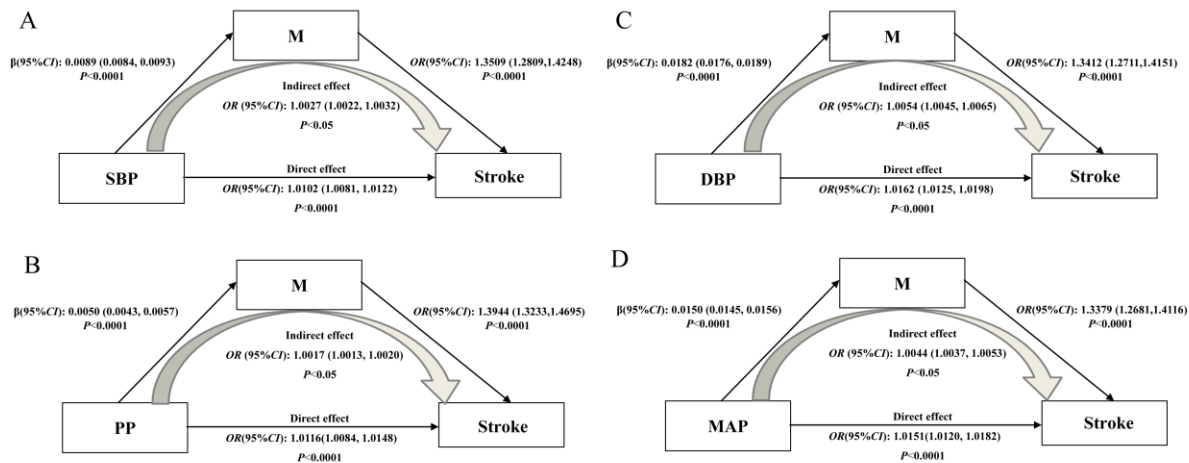 A
M
β(95%CI): 0.0089 (0.0084, 0.0093)
P<0.0001
OR(95%CI): 1.3509 (1.2809,1.4248)
P<0.0001
Indirect effect
OR (95%CI): 1.0027 (1.0022, 1.0032)
P<0.05
SBP
Direct effect
OR(95%CI): 1.0102 (1.0081, 1.0122)
P<0.0001
Stroke
C
M
β(95%CI): 0.0182 (0.0176, 0.0189)
P<0.0001
OR(95%CI): 1.3412 (1.2711,1.4151)
P<0.0001
Indirect effect
OR (95%CI): 1.0054 (1.0045, 1.0065)
P<0.05
DBP
Direct effect
OR(95%CI): 1.0162 (1.0125, 1.0198)
P<0.0001
Stroke
B
M
β(95%CI): 0.0050 (0.0043, 0.0057)
P<0.0001
OR(95%CI): 1.3944 (1.3233,1.4695)
P<0.0001
Indirect effect
OR (95%CI): 1.0017 (1.0013, 1.0020)
P<0.05
PP
Direct effect
OR(95%CI): 1.0116(1.0084, 1.0148)
P<0.0001
Stroke
D
M
β(95%CI): 0.0150 (0.0145, 0.0156)
P<0.0001
OR(95%CI): 1.3379 (1.2681,1.4116)
P<0.0001
Indirect effect
OR (95%CI): 1.0044 (1.0037, 1.0053)
P<0.05
MAP
Direct effect
OR(95%CI): 1.0151(1.0120, 1.0182)
P<0.0001
Stroke